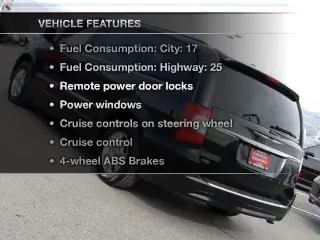 VEHICLE FEATURES
• Fuel Consumption: City: 17
• Fuel Consumption: Highway: 25
• Remote power door locks
• Power windows
• Cruise controls on steering wheel
• Cruise control
• 4-wheel ABS Brakes